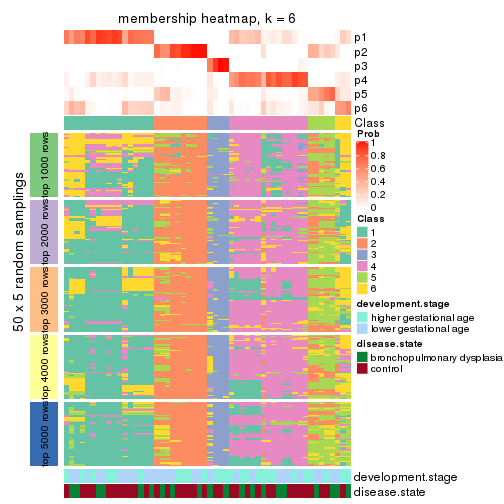 membership heatmap, k = 6
p1
p2
p3
p4
p5
p6
Class
Prob
1
0.8
0.6
0.4
0.2
0
Class
1
2
3
4
5
6
development.stage
higher gestational age
lower gestational age
disease.state
bronchopulmonary dysplasia
control
50 x 5 random samplings
top 1000 rows
top 2000 rows
top 3000 rows
top 4000 rows
top 5000 rows
development.stage
disease.state